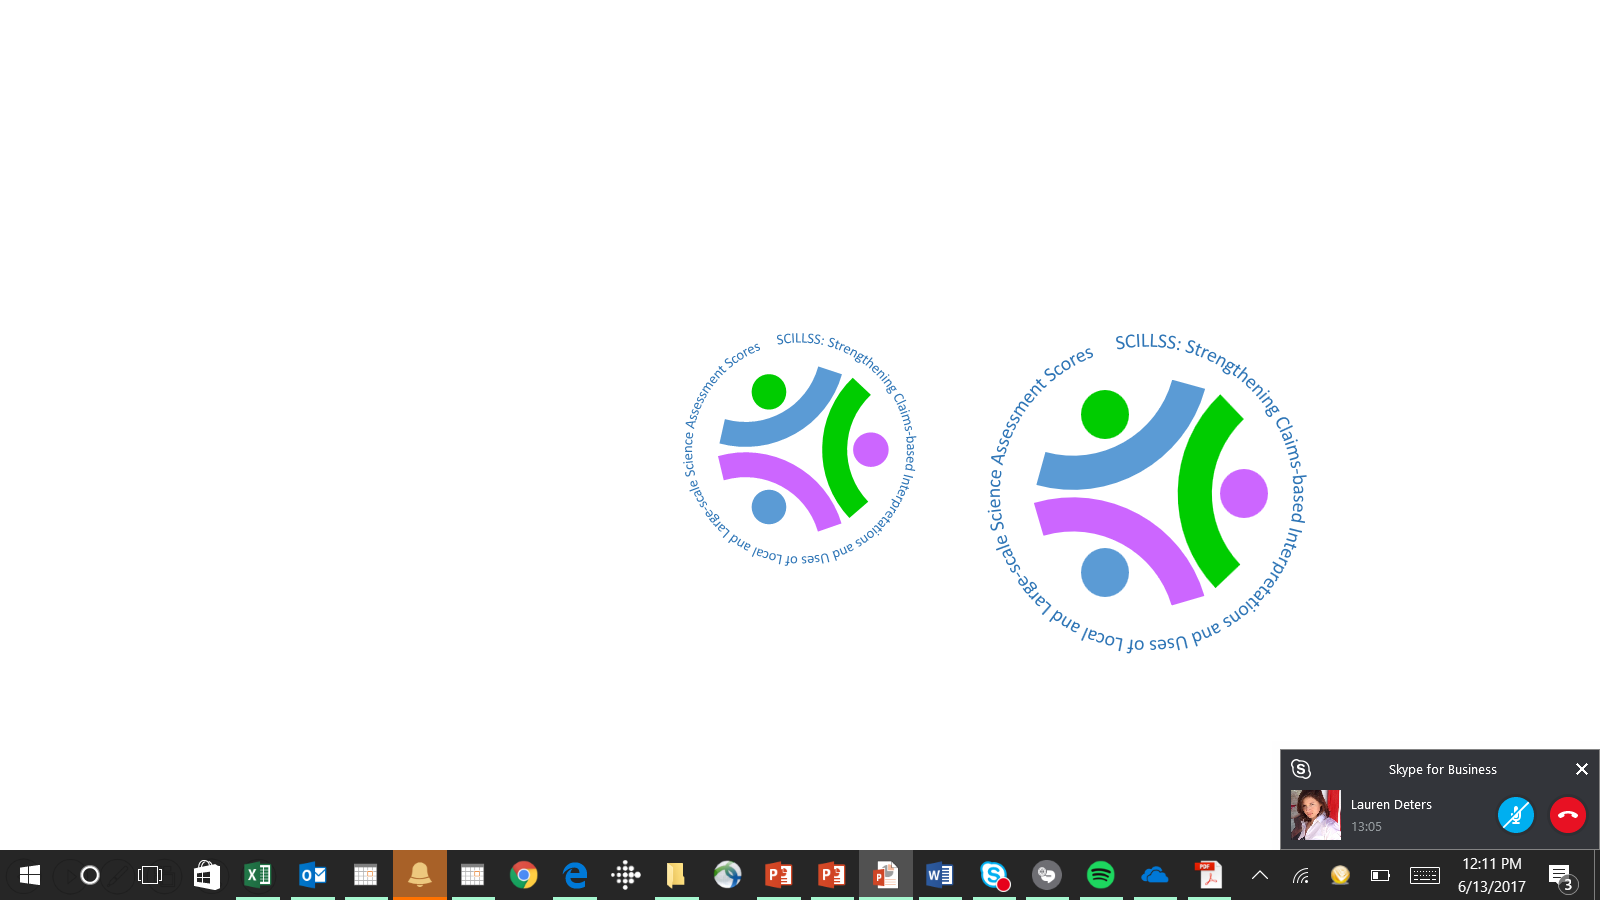 SCILLSS: Strengthening Claims-based Interpretations and Uses of Local and Large-scale Science Assessment Scores
SCILLSS: Strengthening Claims-based Interpretations and Uses of Local and Large-scale Science Assessment Scores
Skype for Business
Lauren Deters
13:05
12:11 PM
6/13/2017
3